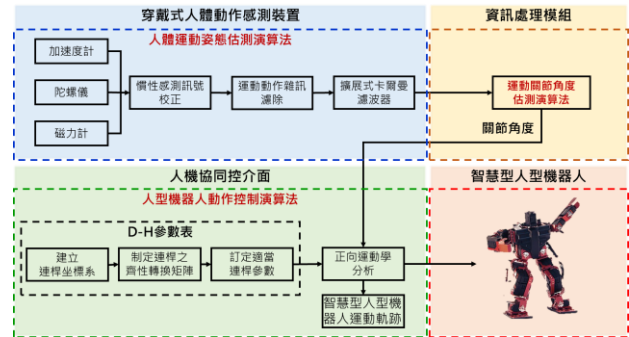 穿戴式人體動作感測裝置
資訊處理模組
人體運動姿態估測演算法
加速度計
陀螺儀
磁力計
慣性感測訊號
校正
運動動作雜訊
濾除
擴展式卡爾曼
濾波器
運動關節角度
估測演算法
關節角度
人機協同控介面
智慧型人型機器人
人型機器人動作控制演算法
D-H參數表
建立
連桿坐標系
制定連桿之
齊性轉換矩陣
訂定適當
連桿參數
正向運動學
分析
智慧型人型機
器人運動軌跡